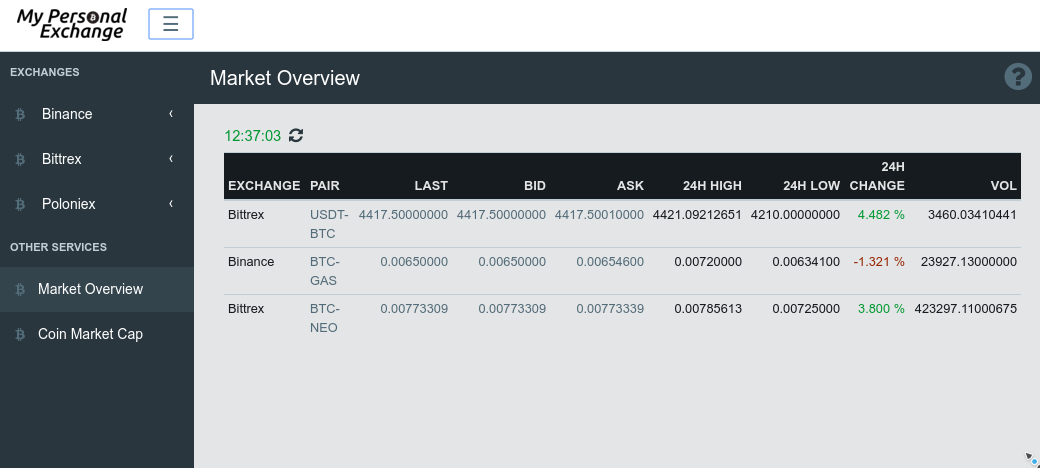 My Personal
Exchange
EXCHANGES
Binance
Bittrex
Poloniex
OTHER SERVICES
Market Overview
Coin Market Cap
Market Overview
12:37:03
EXCHANGE PAIR LAST BID ASK 24H HIGH 24H LOW 24H CHANGE VOL
Bittrex USDT-BTC 4417.50000000 4417.50000000 4417.50010000 4421.09212651 4210.00000000 4.482 % 3460.03410441
Binance BTC-GAS 0.00650000 0.00650000 0.00654600 0.00720000 0.00634100 -1.321 % 23927.13000000
Bittrex BTC-NEO 0.00773309 0.00773309 0.00773339 0.00785613 0.00725000 3.800 % 423297.11000675